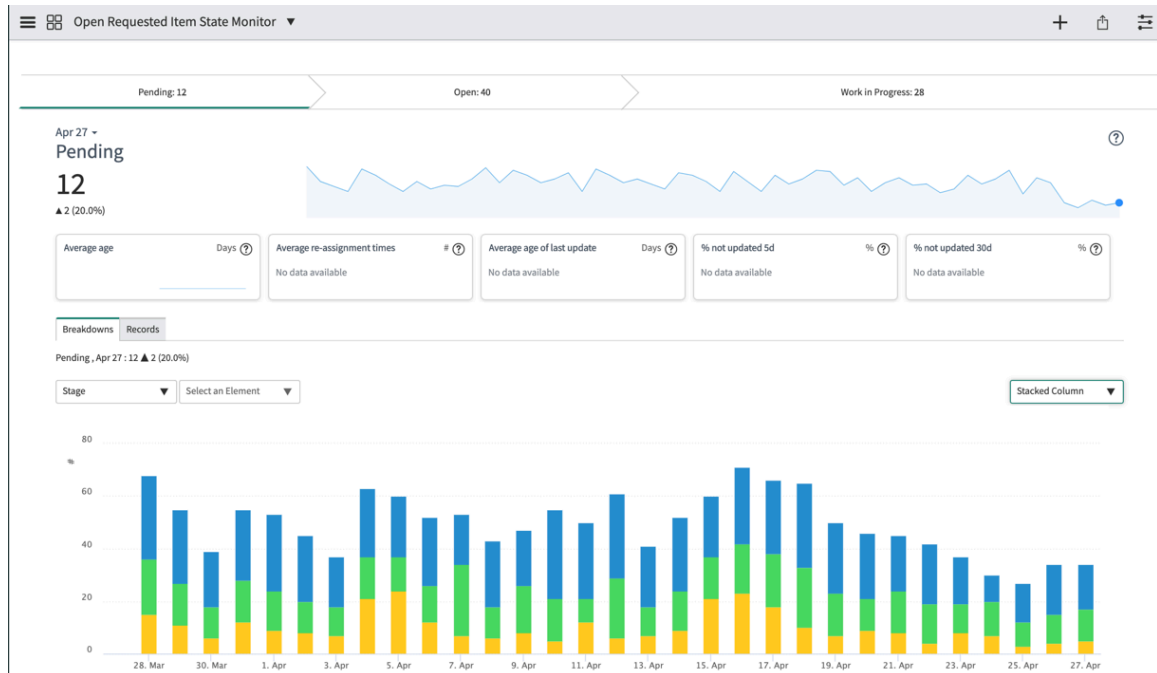 Open Requested Item State Monitor ▼
Pending: 12
Open: 40
Work in Progress: 28
Apr 27
Pending
12
▲ 2 (20.0%)
Average age Days
Average re-assignment times #
No data available
Average age of last update Days
No data available
% not updated 5d %
No data available
% not updated 30d %
No data available
Breakdowns Records
Pending , Apr 27 : 12 ▲ 2 (20.0%)
Stage ▼
Select an Element ▼
Stacked Column ▼
80
#
60
40
20
0
28. Mar 30. Mar 1. Apr 3. Apr 5. Apr 7. Apr 9. Apr 11. Apr 13. Apr 15. Apr 17. Apr 19. Apr 21. Apr 23. Apr 25. Apr 27. Apr